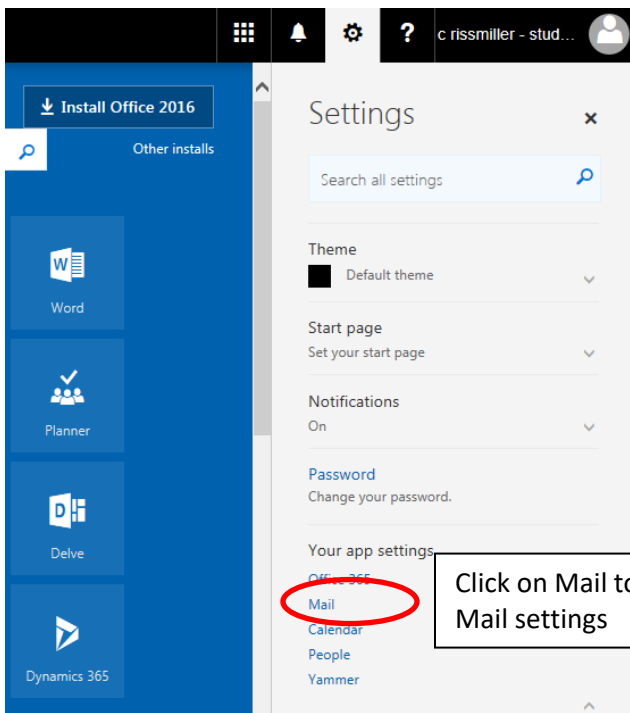 ? c rissmiller - stud...
Install Office 2016
Other installs
Word
Planner
Delve
Dynamics 365
Settings
Search all settings
Theme
Default theme
Start page
Set your start page
Notifications
On
Password
Change your password.
Your app settings
Office 365
Mail
Calendar
People
Yammer
Click on Mail to
Mail settings